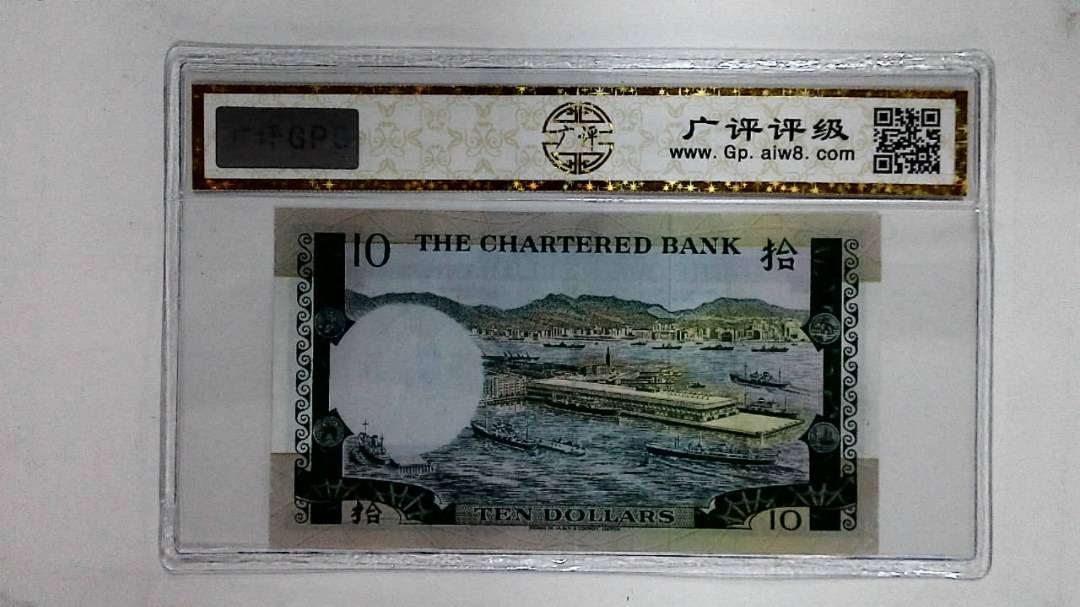 广评GPG
广评
广评评级
www. Gp. aiw8. com
10 THE CHARTERED BANK 拾
拾 TEN DOLLARS 10